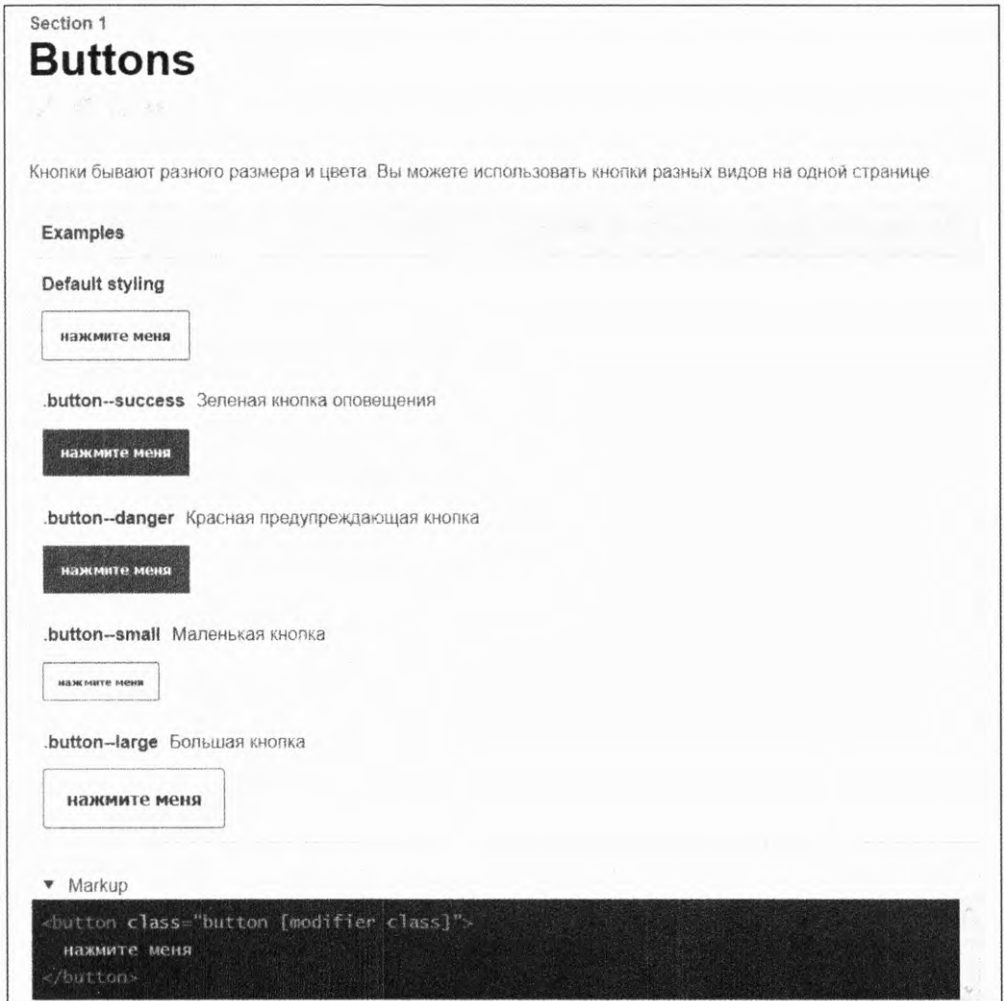 Section 1
Buttons
Кнопки бывают разного размера и цвета. Вы можете использовать кнопки разных видов на одной странице.
Examples
Default styling
нажмите меня
.button--success Зеленая кнопка оповещения
нажмите меня
.button--danger Красная предупреждающая кнопка
нажмите меня
.button--small Маленькая кнопка
нажмите меня
.button--large Большая кнопка
нажмите меня
▼ Markup
<button class="button [modifier class]">
нажмите меня
</button>